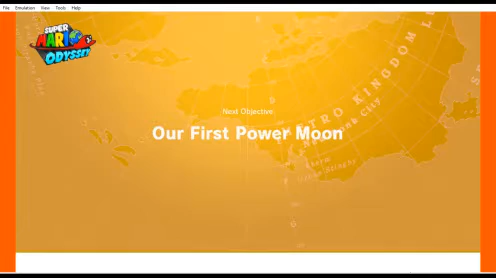 File Emulation View Tools Help
SUPER
MARIO
ODYSSEY
Next Objective
Our First Power Moon
METRO KINGDOM
New Donk City